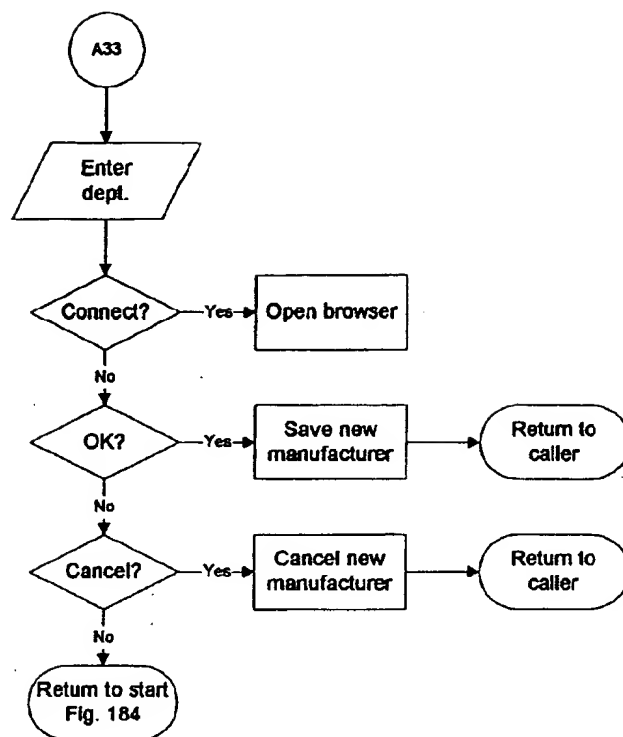 A33
Enter
dept.
Connect?
Yes
Open browser
No
OK?
Yes
Save new
manufacturer
Return to
caller
No
Cancel?
Yes
Cancel new
manufacturer
Return to
caller
No
Return to start
Fig. 184